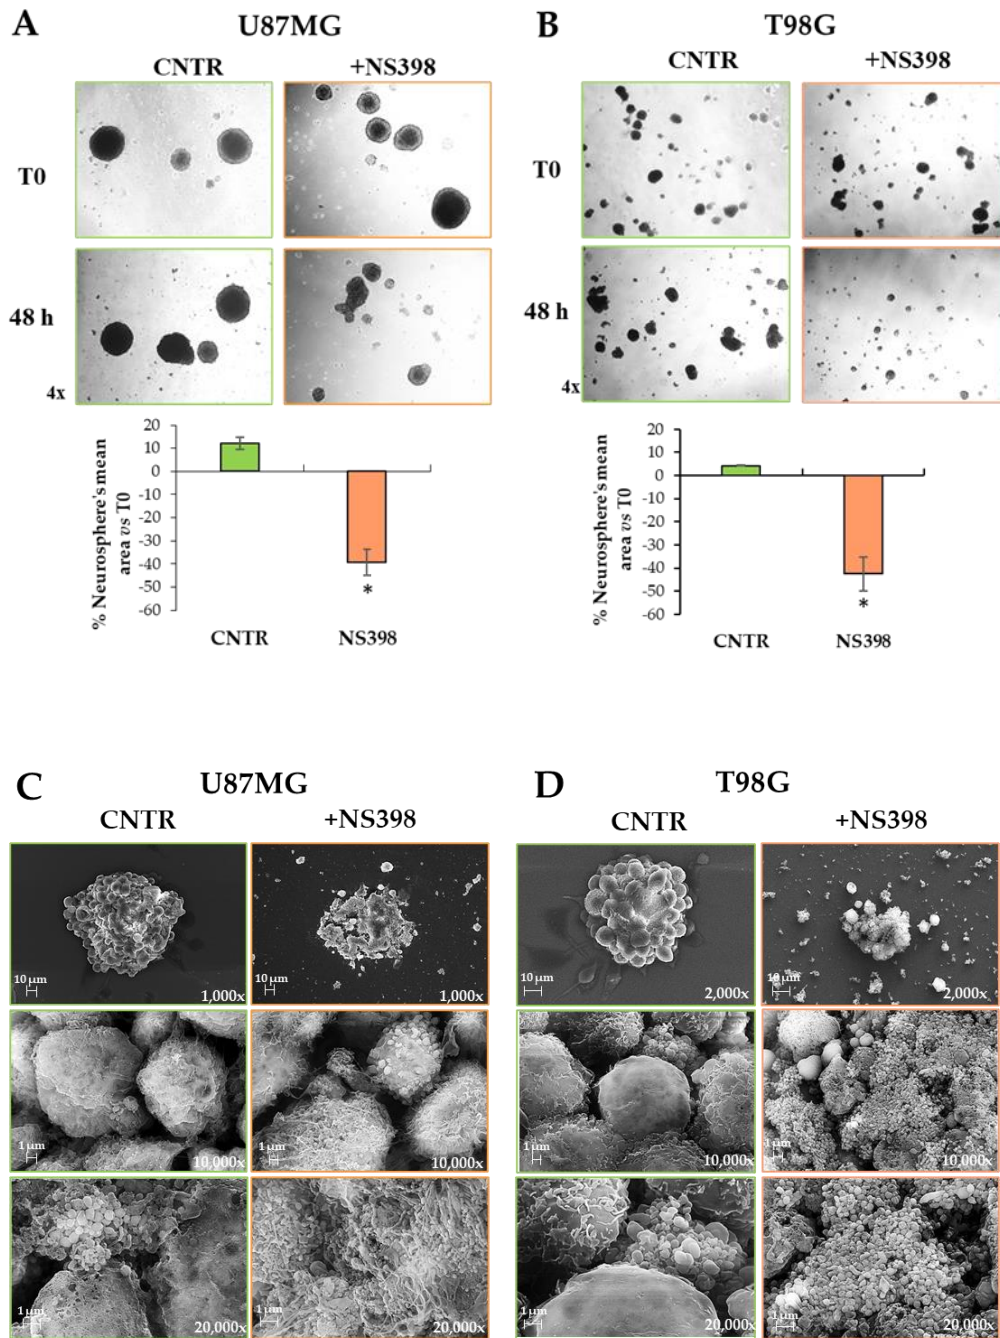 A
U87MG
CNTR
+NS398
T0
48 h
4x
20
10
0
-10
-20
-30
-40
-50
-60
% Neurosphere's mean
area vs T0
*
CNTR
NS398
B
T98G
CNTR
+NS398
T0
48 h
4x
20
10
0
-10
-20
-30
-40
-50
-60
% Neurosphere's mean
area vs T0
*
CNTR
NS398
C
U87MG
CNTR
+NS398
10 µm
1,000x
10 µm
1,000x
1 µm
10,000x
1 µm
10,000x
1 µm
20,000x
1 µm
20,000x
D
T98G
CNTR
+NS398
10 µm
2,000x
10 µm
2,000x
1 µm
10,000x
1 µm
10,000x
1 µm
20,000x
1 µm
20,000x